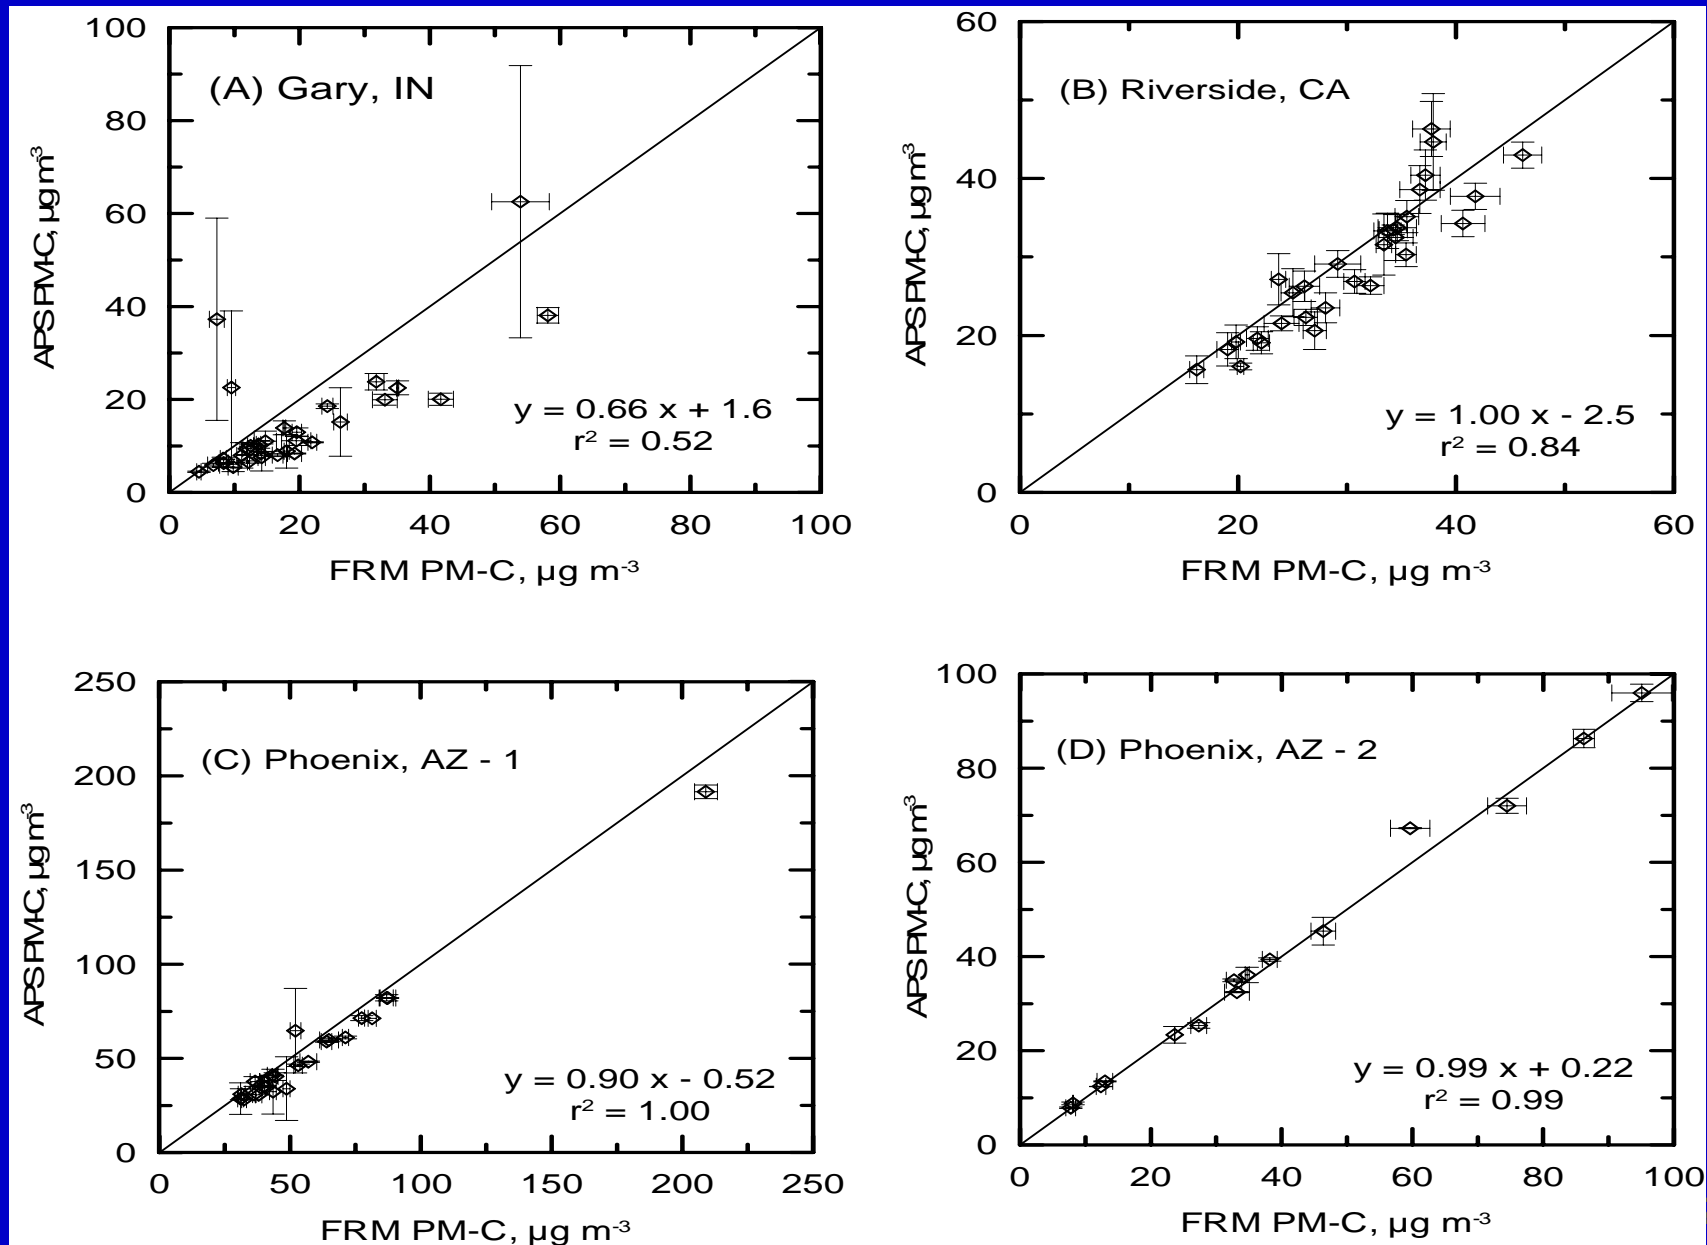 (A) Gary, IN
100
80
60
40
20
0
0 20 40 60 80 100
APS PM-C, µg m-3
FRM PM-C, µg m-3
y = 0.66 x + 1.6
r2 = 0.52
(B) Riverside, CA
60
40
20
0
0 20 40 60
APS PM-C, µg m-3
FRM PM-C, µg m-3
y = 1.00 x - 2.5
r2 = 0.84
(C) Phoenix, AZ - 1
250
200
150
100
50
0
0 50 100 150 200 250
APS PM-C, µg m-3
FRM PM-C, µg m-3
y = 0.90 x - 0.52
r2 = 1.00
(D) Phoenix, AZ - 2
100
80
60
40
20
0
0 20 40 60 80 100
APS PM-C, µg m-3
FRM PM-C, µg m-3
y = 0.99 x + 0.22
r2 = 0.99